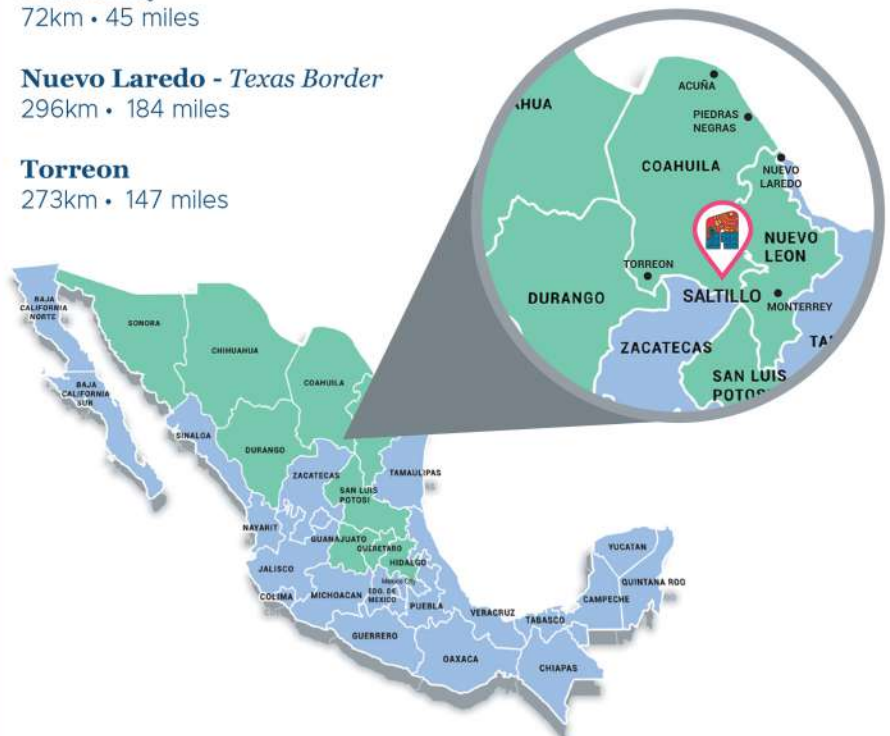 72km • 45 miles
Nuevo Laredo - Texas Border
296km • 184 miles
Torreon
273km • 147 miles
ACUÑA
HUA
PIEDRAS
NEGRAS
COAHUILA
NUEVO
LAREDO
NUEVO
LEON
TORREON
DURANGO
SALTILLO
MONTERREY
ZACATECAS
TA
SAN LUIS
POTOSI
BAJA
CALIFORNIA
NORTE
SONORA
CHIHUAHUA
COAHUILA
BAJA
CALIFORNIA
SUR
SINALOA
DURANGO
ZACATECAS
TAMAULIPAS
SAN LUIS
POTOSI
NAYARIT
GUANAJUATO
QUERETARO
HIDALGO
JALISCO
Mexico City
COLIMA
MICHOACAN
EDO. DE
MEXICO
PUEBLA
VERACRUZ
TABASCO
YUCATAN
QUINTANA ROO
CAMPECHE
GUERRERO
OAXACA
CHIAPAS